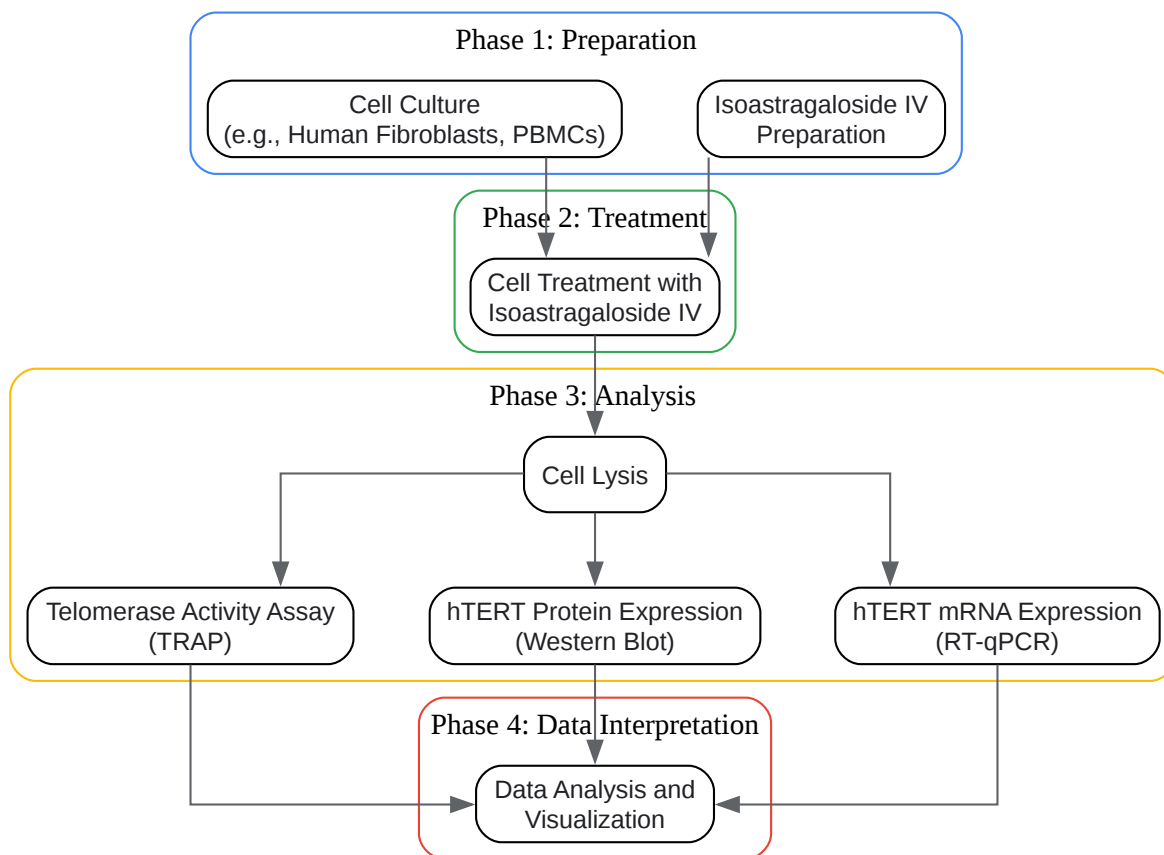 Phase 1: Preparation
Cell Culture
(e.g., Human Fibroblasts, PBMCs)
Isoastragaloside IV
Preparation
Phase 2: Treatment
Cell Treatment with
Isoastragaloside IV
Phase 3: Analysis
Cell Lysis
Telomerase Activity Assay
(TRAP)
hTERT Protein Expression
(Western Blot)
hTERT mRNA Expression
(RT-qPCR)
Phase 4: Data Interpretation
Data Analysis and
Visualization